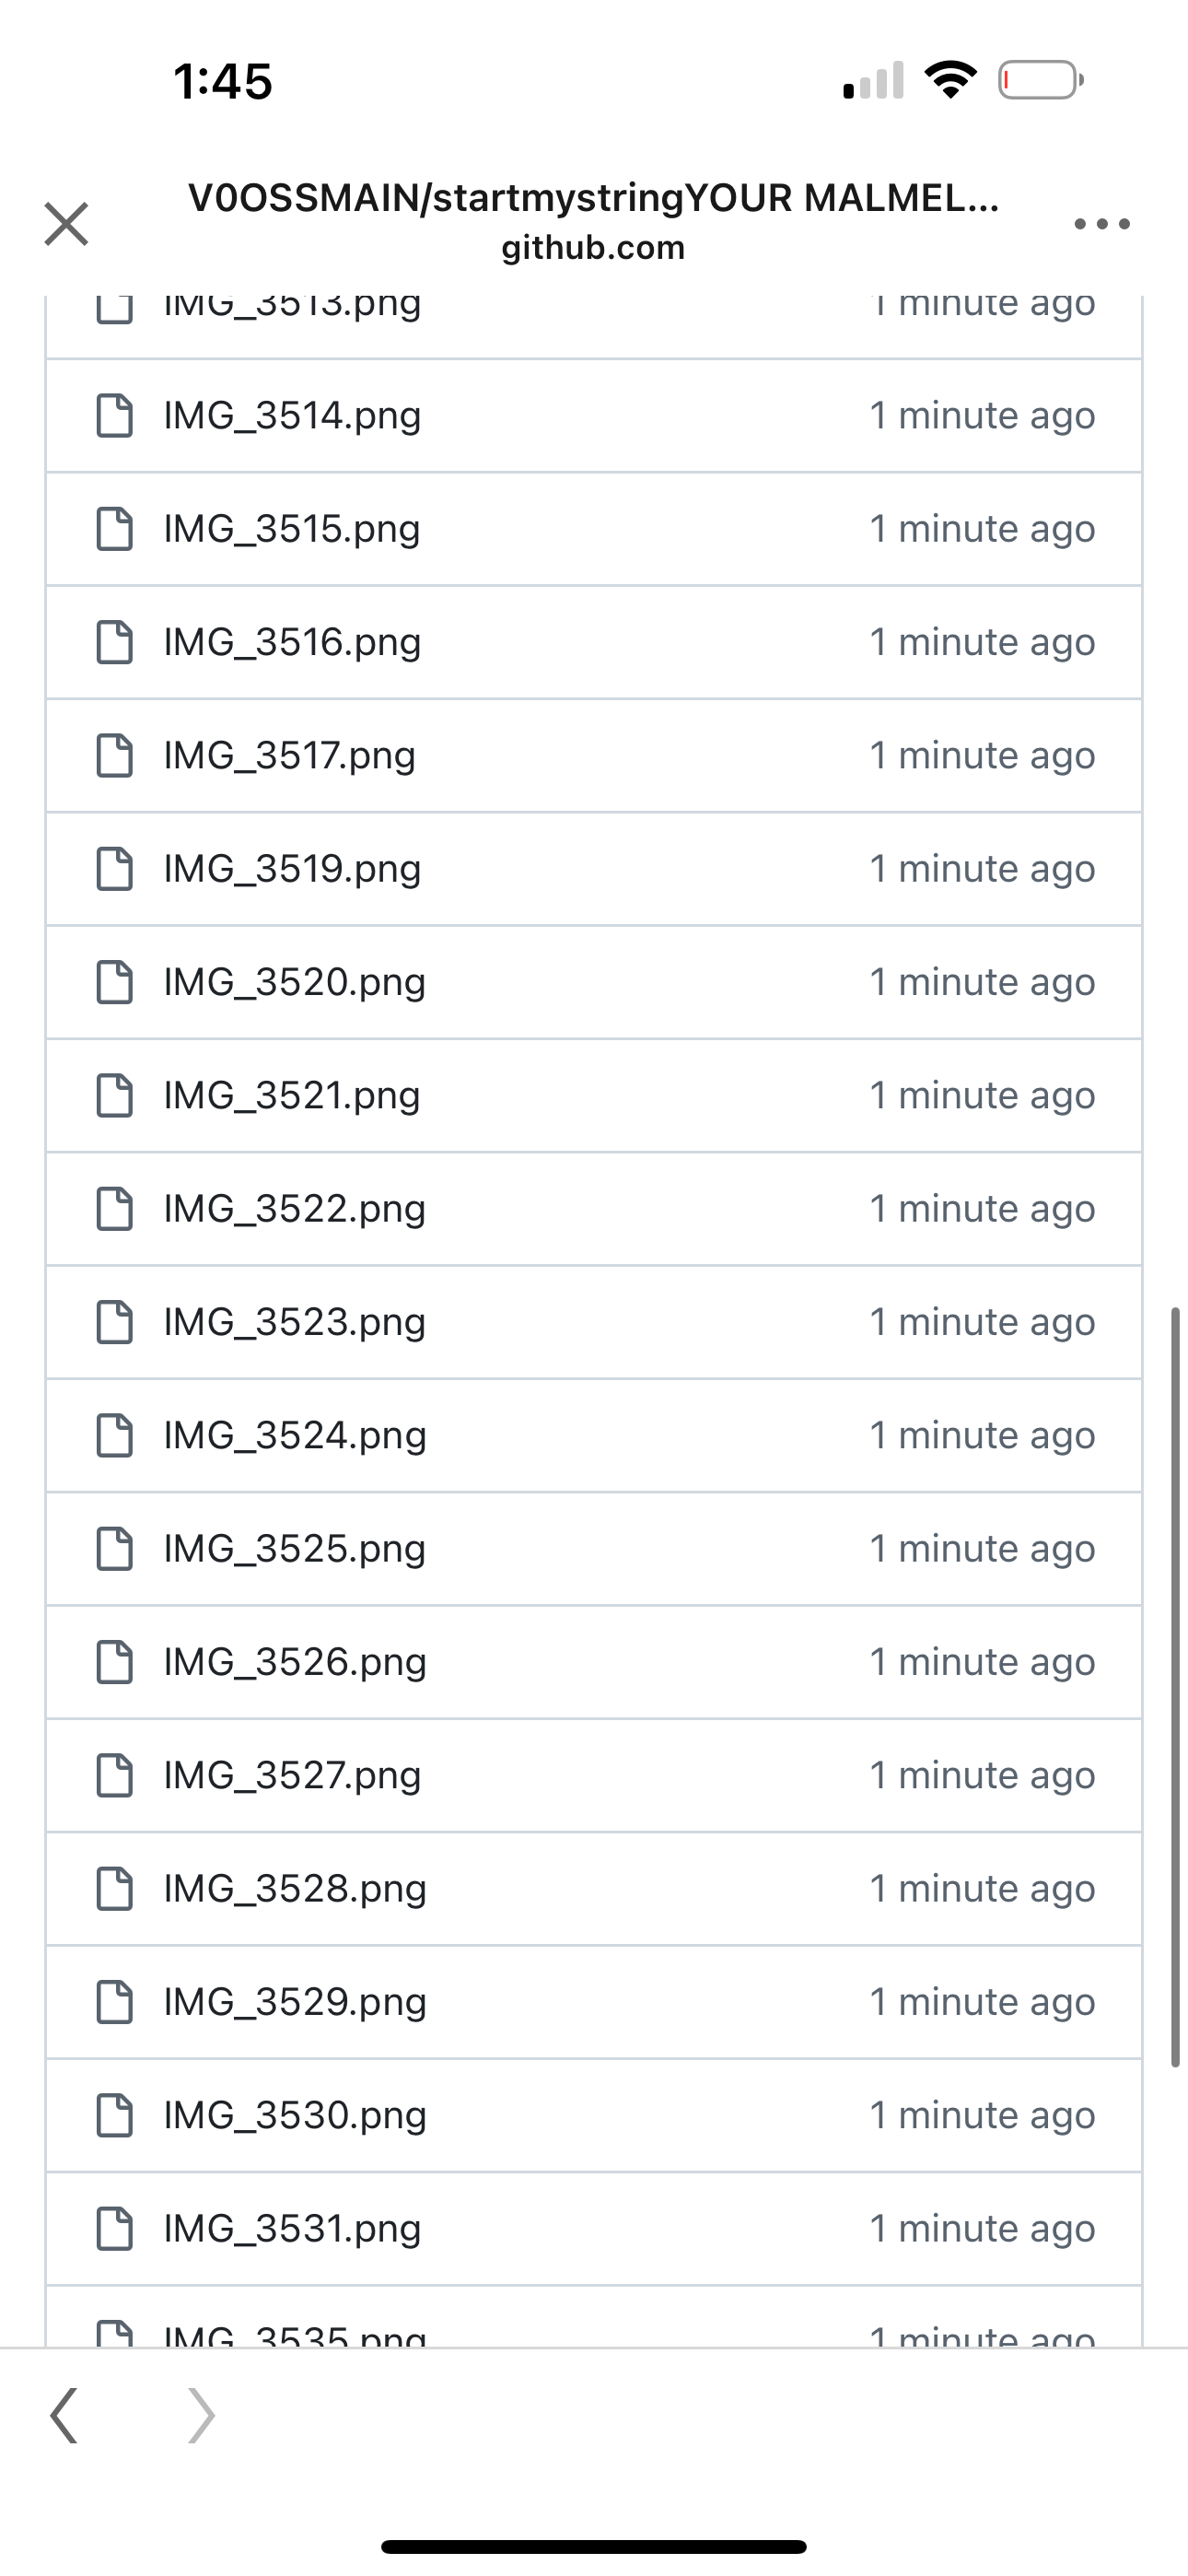 1:45
V0OSSMAIN/startmystringYOUR MALMEL...
github.com
IMG_3513.png 1 minute ago
IMG_3514.png 1 minute ago
IMG_3515.png 1 minute ago
IMG_3516.png 1 minute ago
IMG_3517.png 1 minute ago
IMG_3519.png 1 minute ago
IMG_3520.png 1 minute ago
IMG_3521.png 1 minute ago
IMG_3522.png 1 minute ago
IMG_3523.png 1 minute ago
IMG_3524.png 1 minute ago
IMG_3525.png 1 minute ago
IMG_3526.png 1 minute ago
IMG_3527.png 1 minute ago
IMG_3528.png 1 minute ago
IMG_3529.png 1 minute ago
IMG_3530.png 1 minute ago
IMG_3531.png 1 minute ago
IMG_3535.png 1 minute ago